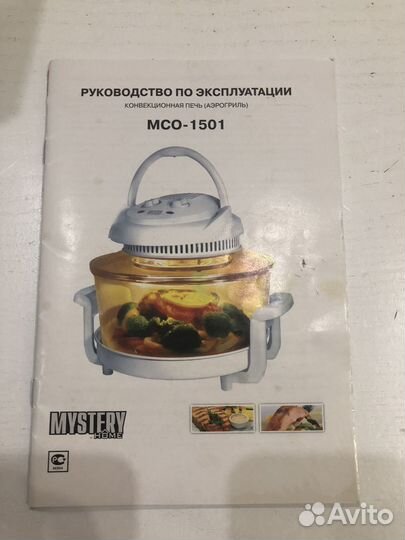 РУКОВОДСТВО ПО ЭКСПЛУАТАЦИИ
КОНВЕКЦИОННАЯ ПЕЧЬ (АЭРОГРИЛЬ)
MCO-1501
MYSTERY
HOME
Avito